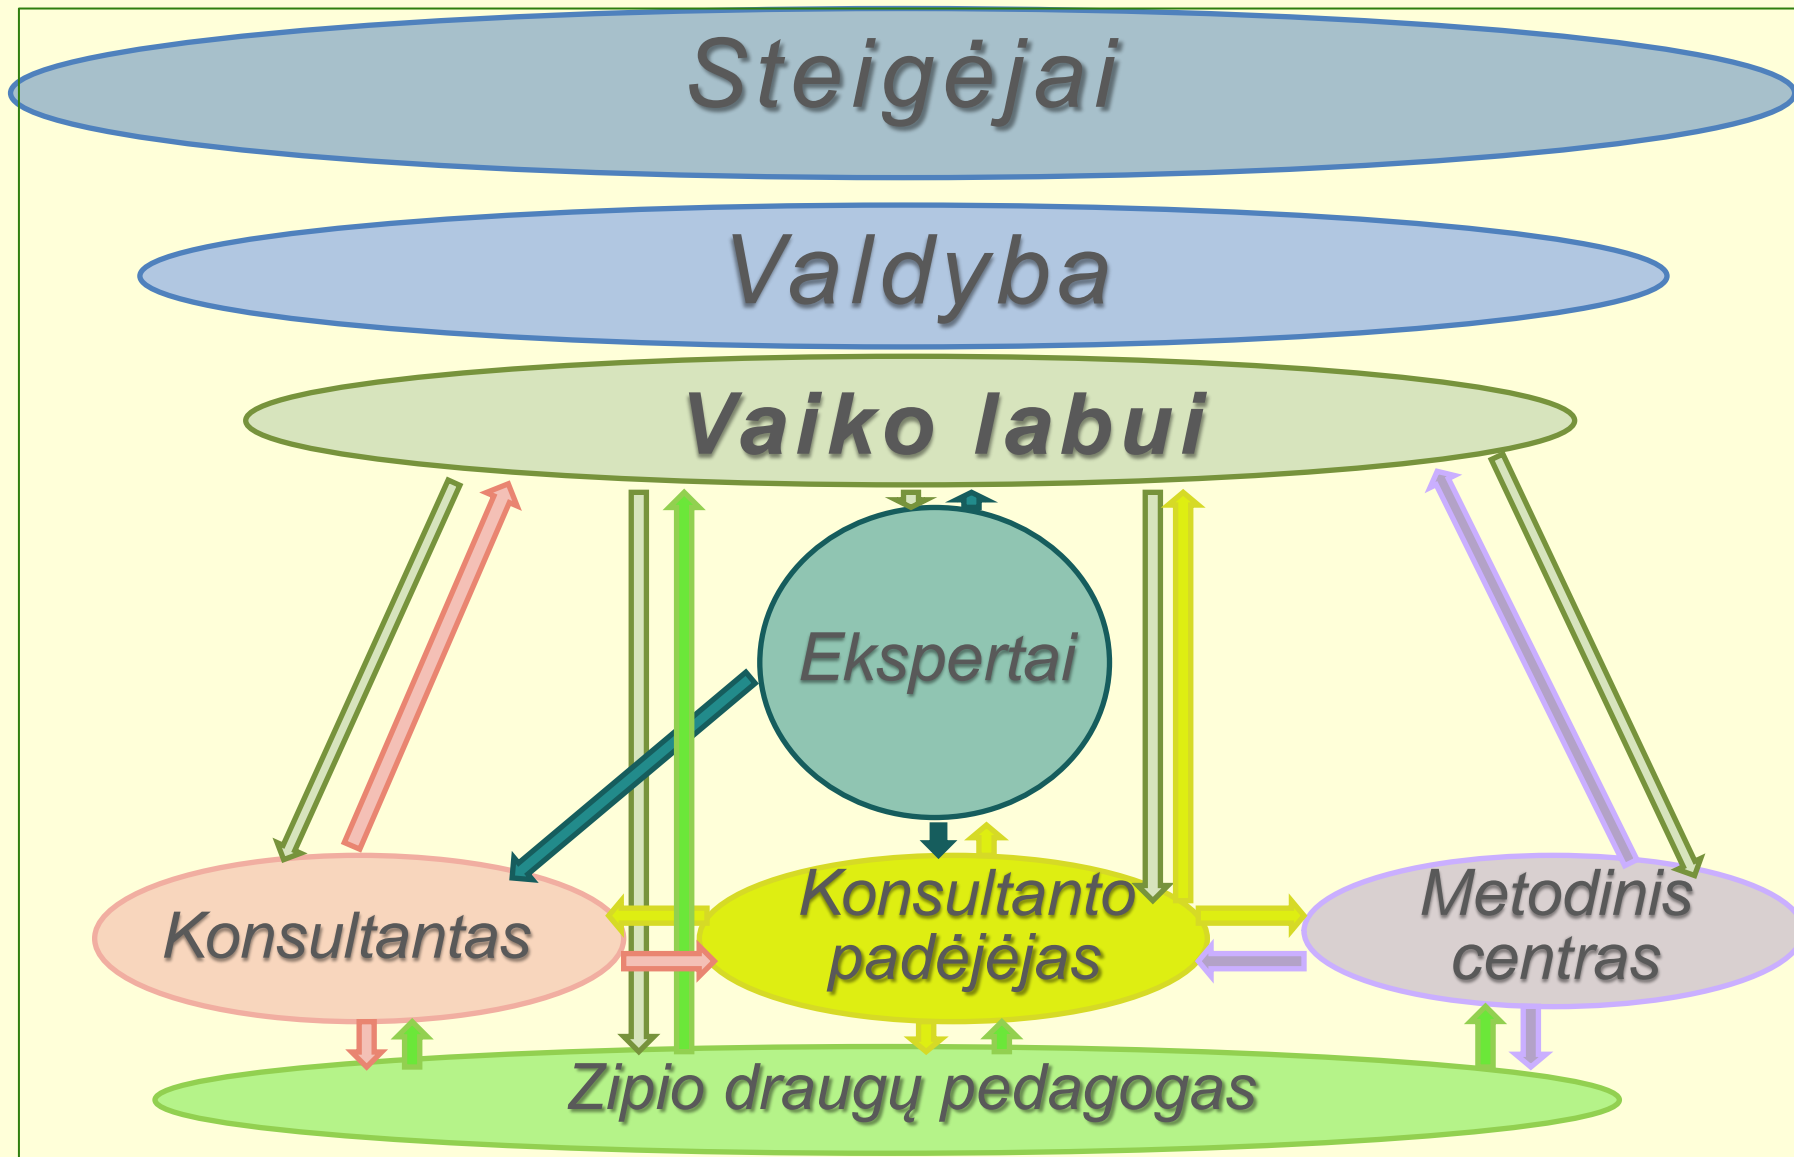 Steigėjai
Valdyba
Vaiko labui
Ekspertai
Konsultantas
Konsultanto
padėjėjas
Metodinis
centras
Zipio draugų pedagogas